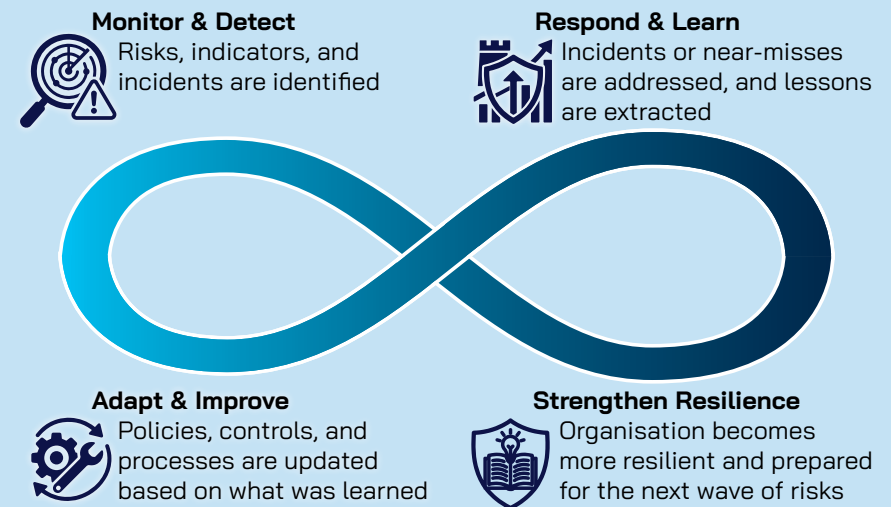 Monitor & Detect
Risks, indicators, and
incidents are identified
Respond & Learn
Incidents or near-misses
are addressed, and lessons
are extracted
Adapt & Improve
Policies, controls, and
processes are updated
based on what was learned
Strengthen Resilience
Organisation becomes
more resilient and prepared
for the next wave of risks